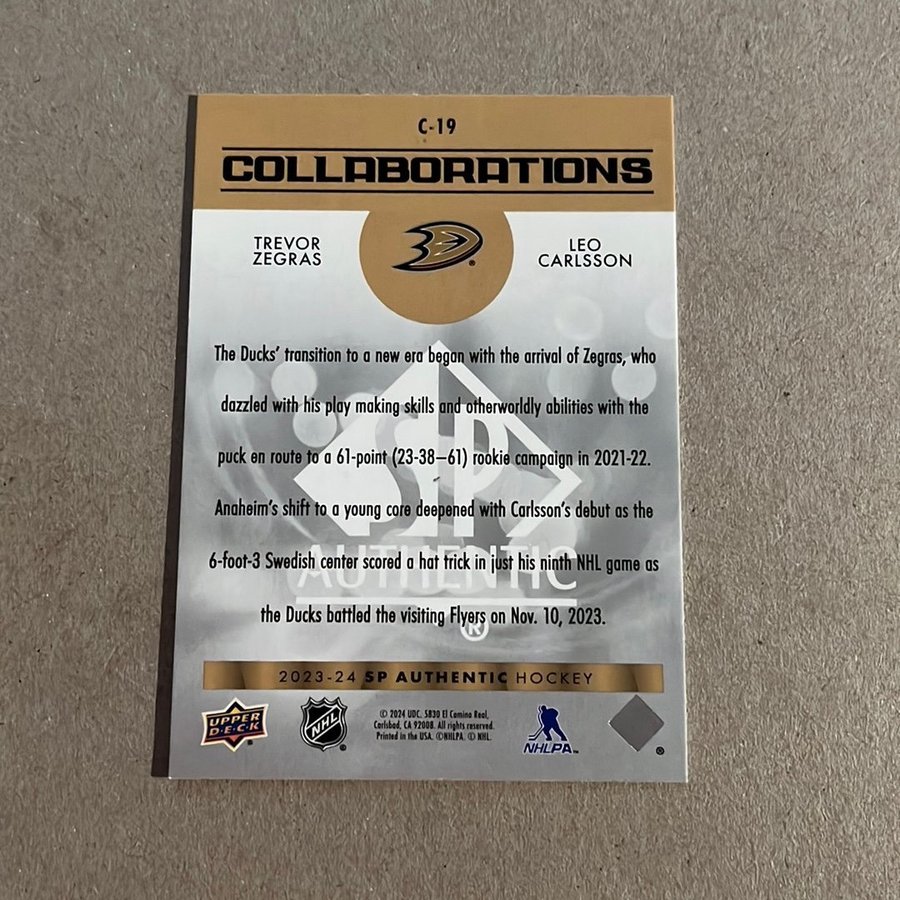 C-19
COLLABORATIONS
TREVOR
ZEGRAS
LEO
CARLSSON
The Ducks' transition to a new era began with the arrival of Zegras, who
dazzled with his play making skills and otherworldly abilities with the
puck en route to a 61-point (23-38—61) rookie campaign in 2021-22.
Anaheim's shift to a young core deepened with Carlsson's debut as the
6-foot-3 Swedish center scored a hat trick in just his ninth NHL game as
the Ducks battled the visiting Flyers on Nov. 10, 2023.
SP
AUTHENTIC
®
2023-24 SP AUTHENTIC HOCKEY
UPPER
DECK
®
NHL
®
© 2024 UDC. 5830 El Camino Real,
Carlsbad, CA 92008. All rights reserved.
Printed in the USA. ©NHLPA. © NHL.
NHLPA™
®